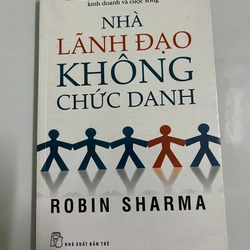 kinh doanh và cuộc sống
NHÀ
LÃNH ĐẠO
KHÔNG
CHỨC DANH
ROBIN SHARMA
NHÀ XUẤT BẢN TRẺ